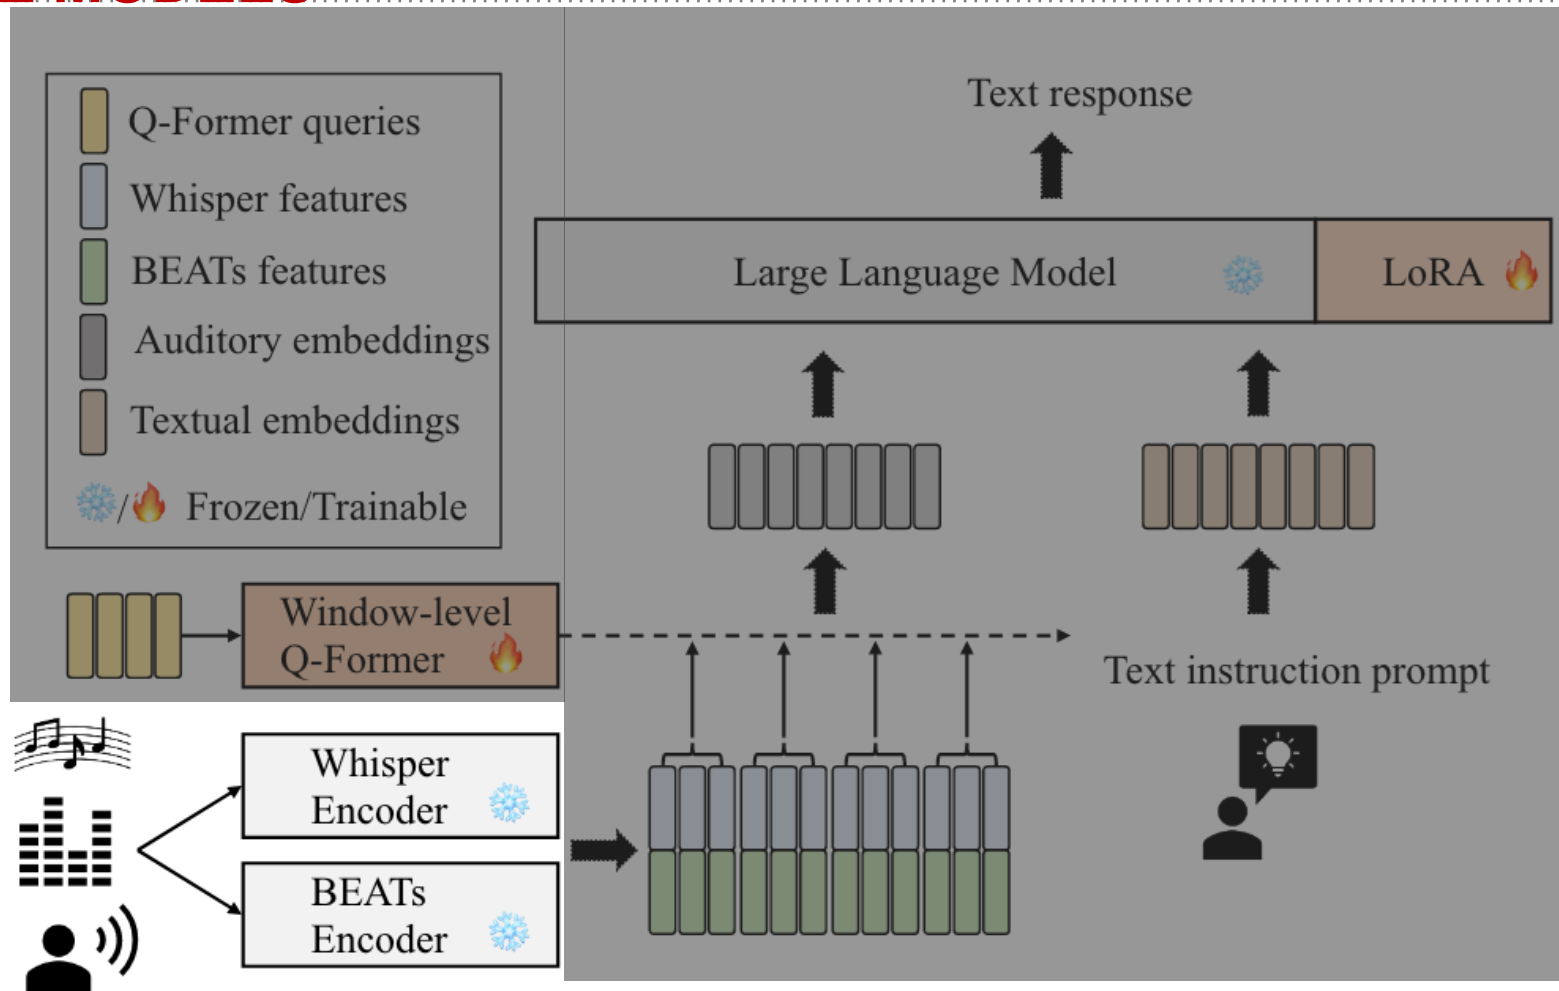 Q-Former queries
Whisper features
BEATs features
Auditory embeddings
Textual embeddings
/ Frozen/Trainable
Text response
Large Language Model
LoRA
Window-level
Q-Former
Text instruction prompt
Whisper
Encoder
BEATs
Encoder